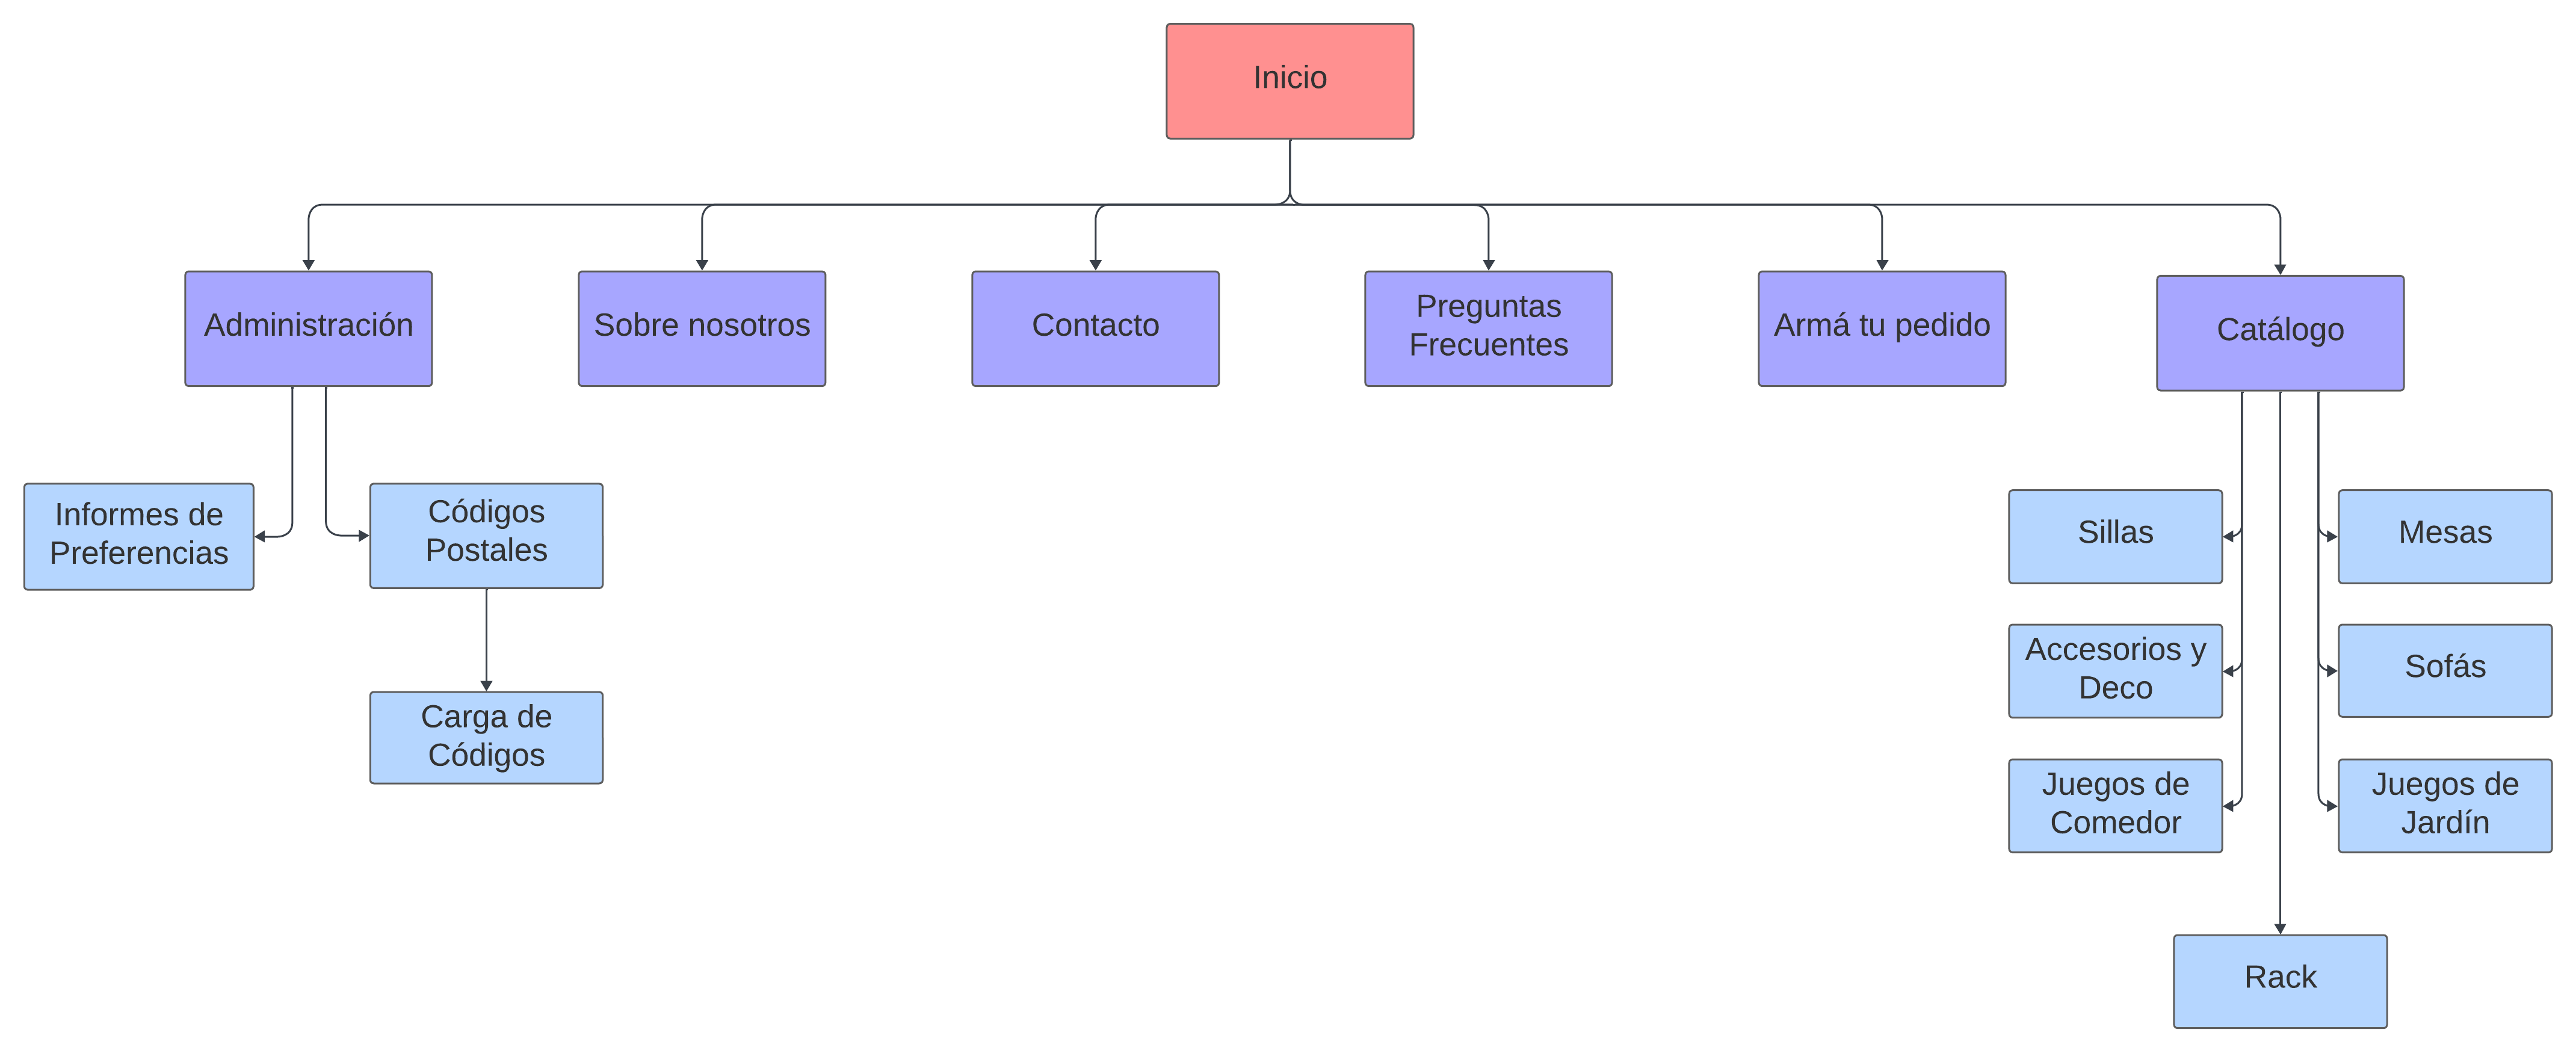 Inicio
Administración
Sobre nosotros
Contacto
Preguntas
Frecuentes
Armá tu pedido
Catálogo
Informes de
Preferencias
Códigos
Postales
Carga de
Códigos
Sillas
Mesas
Accesorios y
Deco
Sofás
Juegos de
Comedor
Juegos de
Jardín
Rack